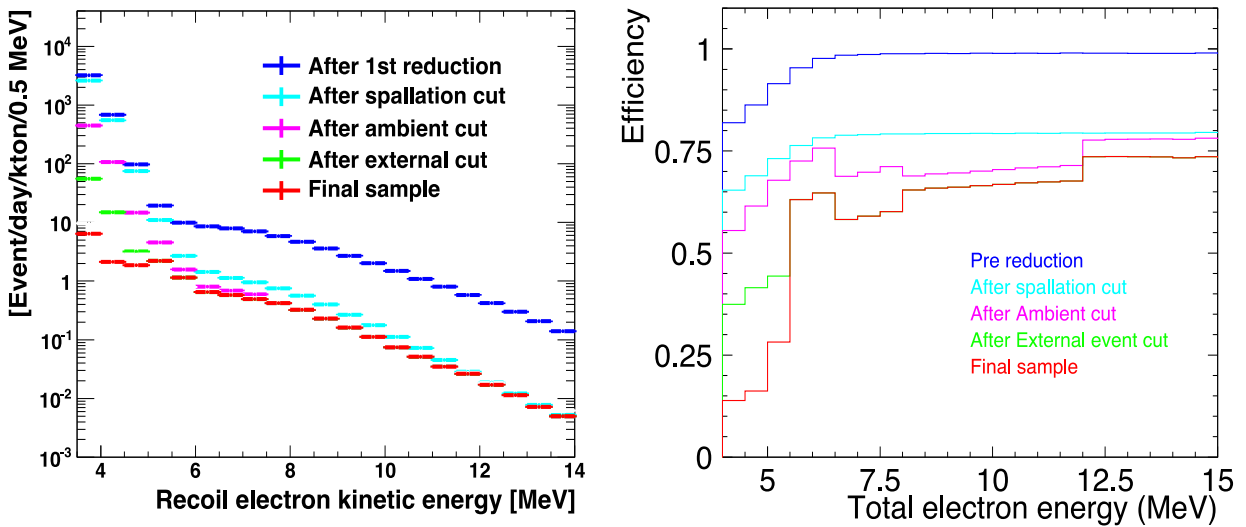 [Event/day/kton/0.5 MeV]
10^4
10^3
10^2
10
1
10^-1
10^-2
10^-3
After 1st reduction
After spallation cut
After ambient cut
After external cut
Final sample
4 6 8 10 12 14
Recoil electron kinetic energy [MeV]
Efficiency
1
0.75
0.5
0.25
0
Pre reduction
After spallation cut
After Ambient cut
After External event cut
Final sample
5 7.5 10 12.5 15
Total electron energy (MeV)